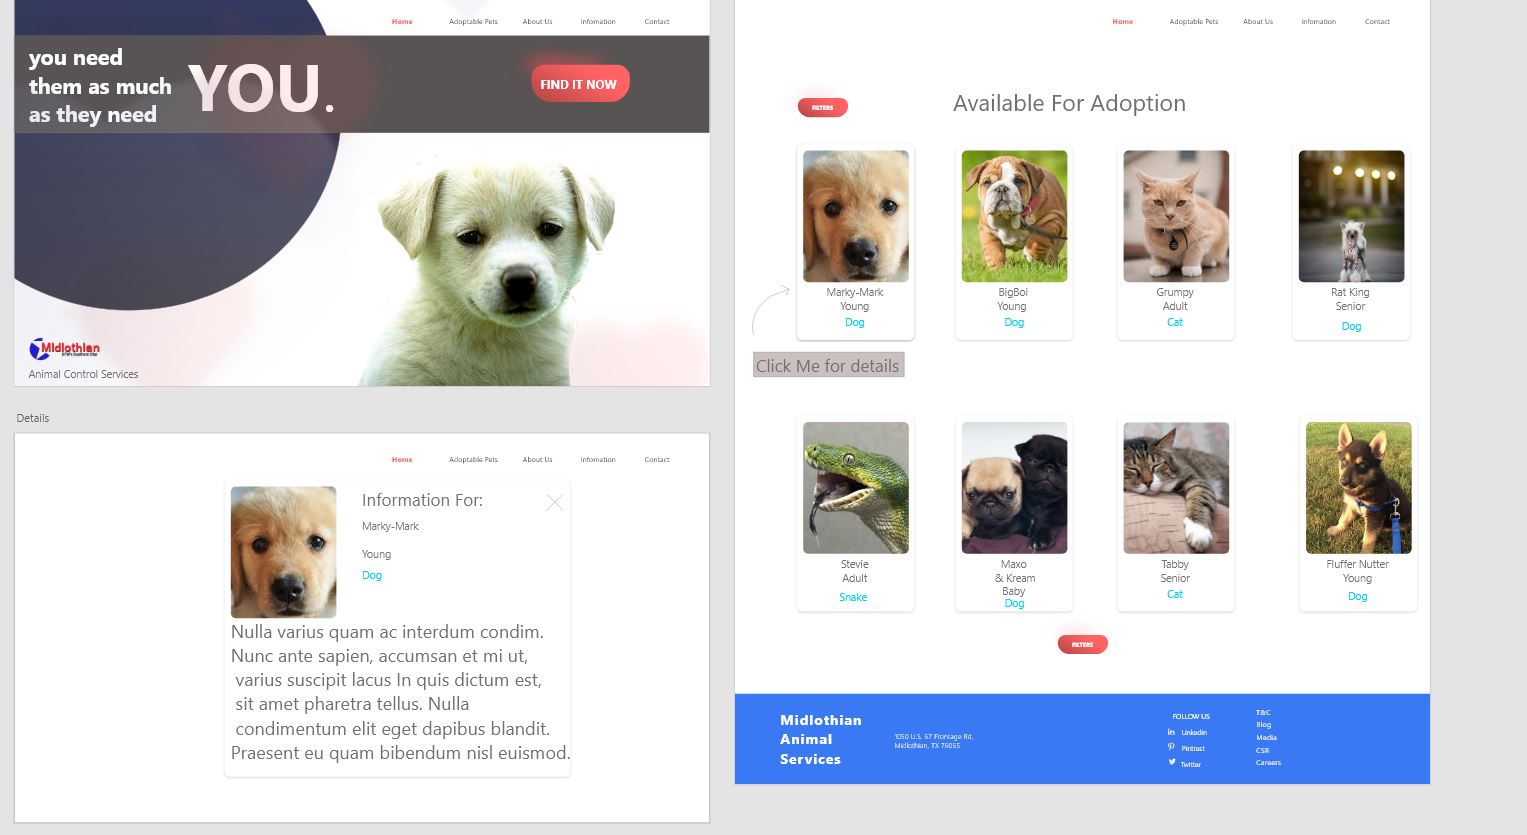 Home Adoptable Pets About Us Infomation Contact
you need
them as much
as they need
YOU.
FIND IT NOW
Midlothian
DFW's Southern Star
Animal Control Services
Details
Home Adoptable Pets About Us Infomation Contact
Information For:
Marky-Mark
Young
Dog
Nulla varius quam ac interdum condim.
Nunc ante sapien, accumsan et mi ut,
varius suscipit lacus In quis dictum est,
sit amet pharetra tellus. Nulla
condimentum elit eget dapibus blandit.
Praesent eu quam bibendum nisl euismod.
Home Adoptable Pets About Us Infomation Contact
FILTERS
Available For Adoption
Marky-Mark
Young
Dog
BigBoi
Young
Dog
Grumpy
Adult
Cat
Rat King
Senior
Dog
Click Me for details
Stevie
Adult
Snake
Maxo
& Kream
Baby
Dog
Tabby
Senior
Cat
Fluffer Nutter
Young
Dog
FILTERS
Midlothian
Animal
Services
1050 U.S. 67 Frontage Rd,
Midlothian, TX 76065
FOLLOW US
Linkedin
Pintrest
Twitter
T&C
Blog
Media
CSR
Careers